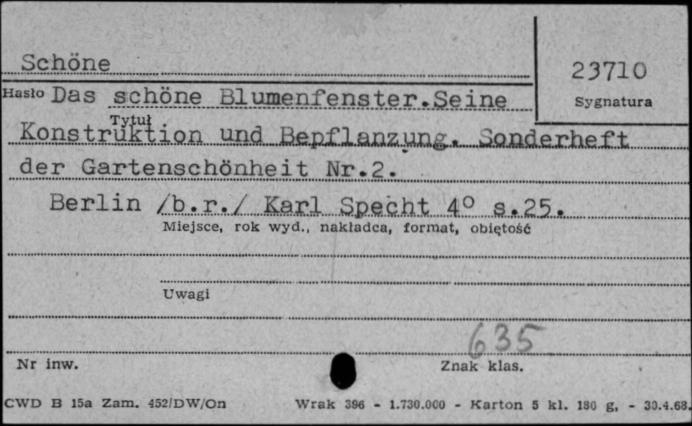 Schöne
23710
Hasło Das schöne Blumenfenster.Seine
Sygnatura
Tytuł
Konstruktion und Bepflanzung. Sonderheft
der Gartenschönheit Nr.2.
Berlin /b.r./ Karl Specht 4° s.25.
Miejsce, rok wyd., nakładca, format, objętość
Uwagi
635
Nr inw.
Znak klas.
CWD B 15a Zam. 452/DW/On
Wrak 396 - 1.730.000 - Karton 5 kl. 180 g. - 30.4.68.